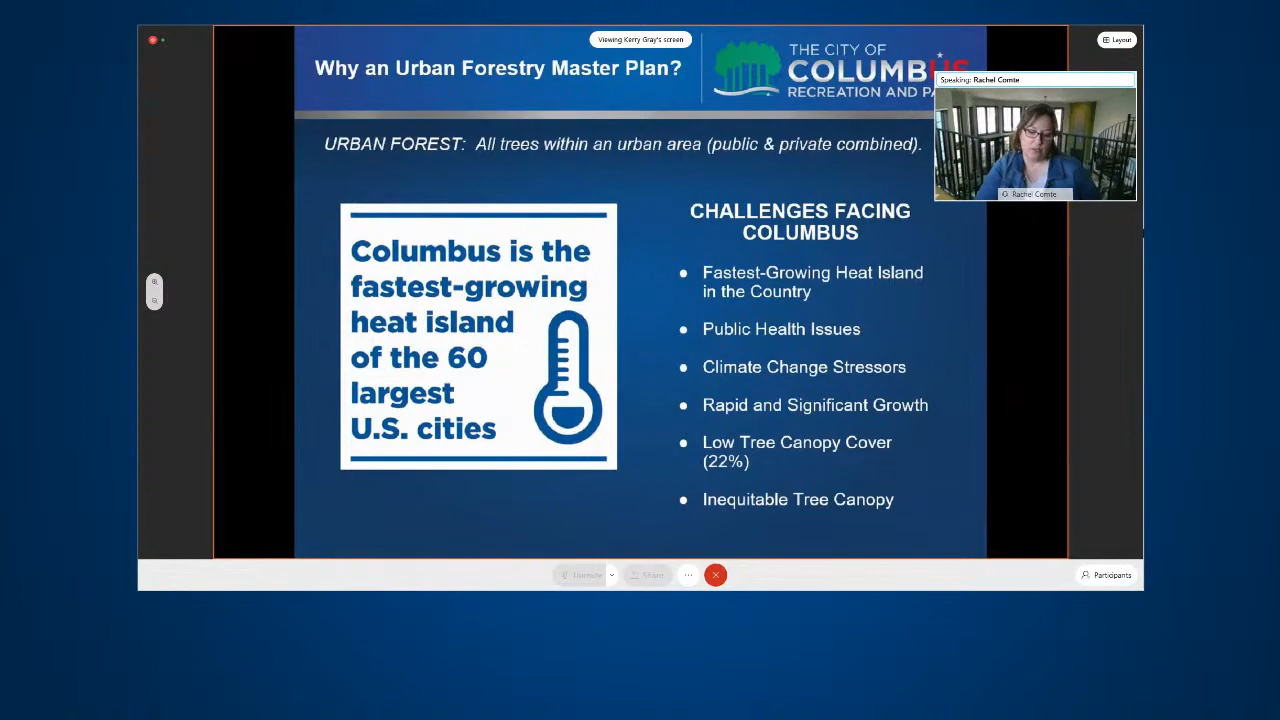 Viewing Kerry Gray's screen
Layout
Why an Urban Forestry Master Plan?
THE CITY OF
COLUMBUS
RECREATION AND PA
Speaking: Rachel Comte
Rachel Comte
URBAN FOREST: All trees within an urban area (public & private combined).
Columbus is the
fastest-growing
heat island
of the 60
largest
U.S. cities
CHALLENGES FACING
COLUMBUS
● Fastest-Growing Heat Island
in the Country
● Public Health Issues
● Climate Change Stressors
● Rapid and Significant Growth
● Low Tree Canopy Cover
(22%)
● Inequitable Tree Canopy
Unmute
Share
Participants